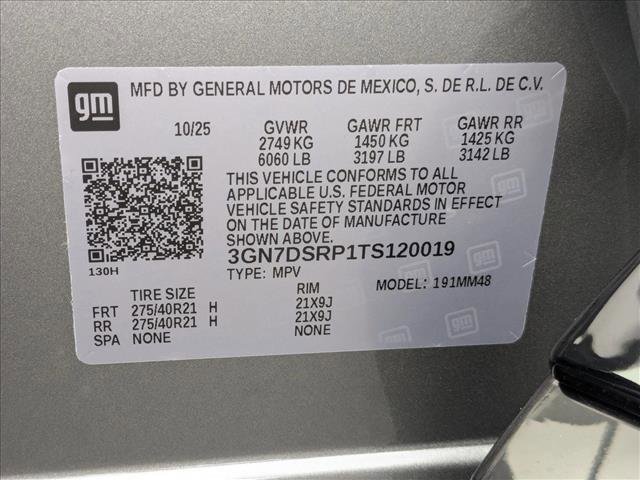 gm MFD BY GENERAL MOTORS DE MEXICO, S. DE R.L. DE C.V.
10/25 GVWR GAWR FRT GAWR RR
2749 KG 1450 KG 1425 KG
6060 LB 3197 LB 3142 LB
THIS VEHICLE CONFORMS TO ALL
APPLICABLE U.S. FEDERAL MOTOR
VEHICLE SAFETY STANDARDS IN EFFECT
ON THE DATE OF MANUFACTURE
SHOWN ABOVE.
3GN7DSRP1TS120019
130H TYPE: MPV MODEL: 191MM48
TIRE SIZE RIM
FRT 275/40R21 H 21X9J
RR 275/40R21 H 21X9J
SPA NONE NONE